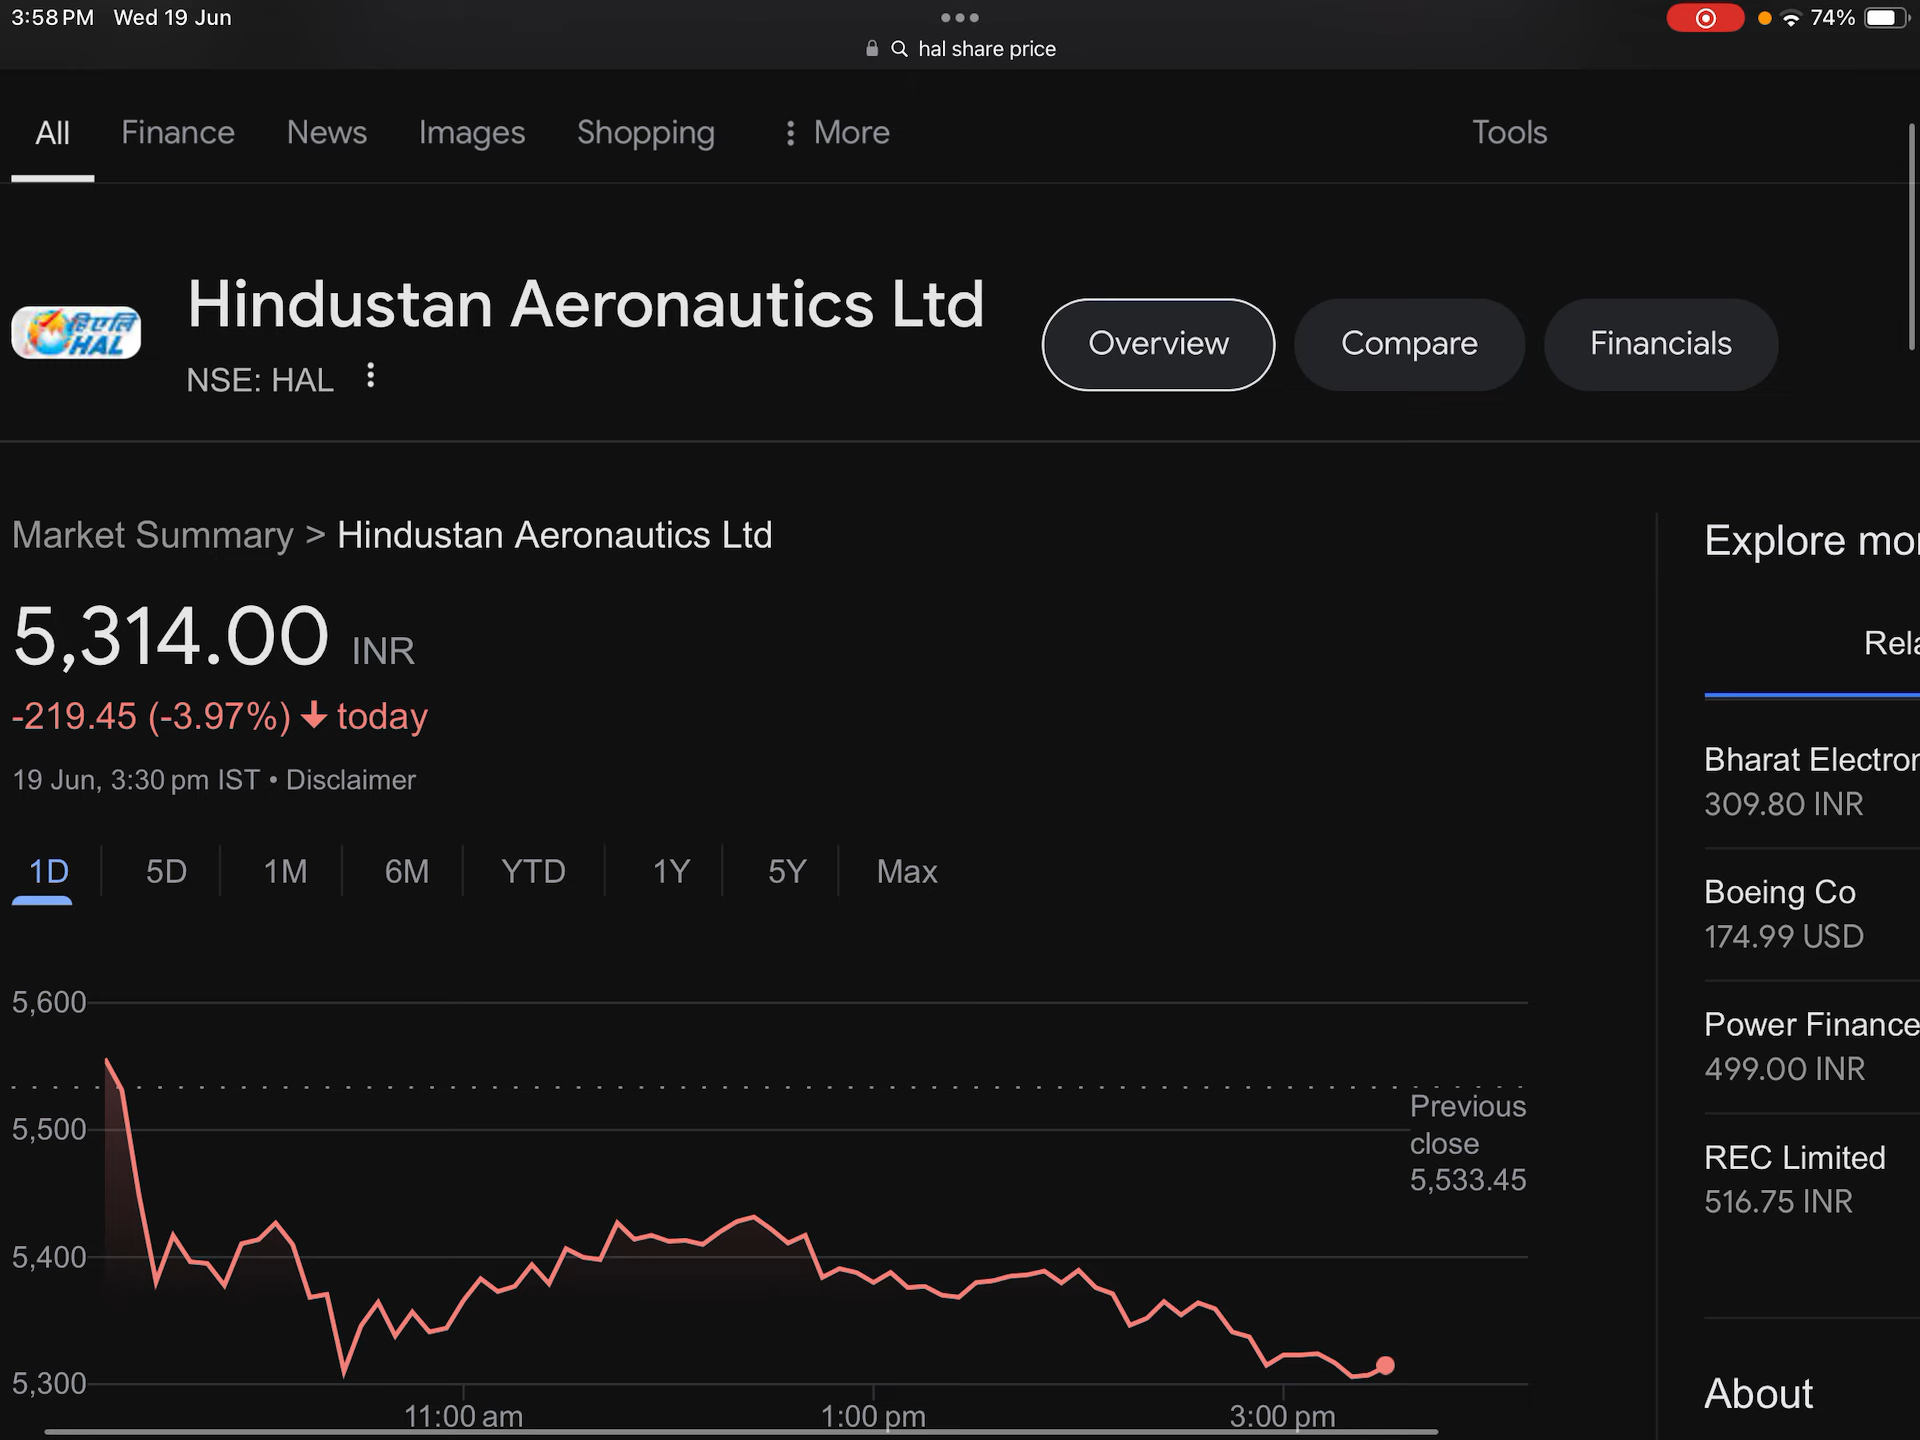 3:58 PM Wed 19 Jun
74%
hal share price
All Finance News Images Shopping More Tools
HAL
Hindustan Aeronautics Ltd
NSE: HAL
Overview Compare Financials
Market Summary > Hindustan Aeronautics Ltd
5,314.00 INR
-219.45 (-3.97%) today
19 Jun, 3:30 pm IST • Disclaimer
1D 5D 1M 6M YTD 1Y 5Y Max
5,600
5,500
5,400
5,300
Previous
close
5,533.45
11:00 am 1:00 pm 3:00 pm
Explore
Bharat
309.80 INR
Boeing Co
174.99 USD
Power Finance
499.00 INR
REC Limited
516.75 INR
About